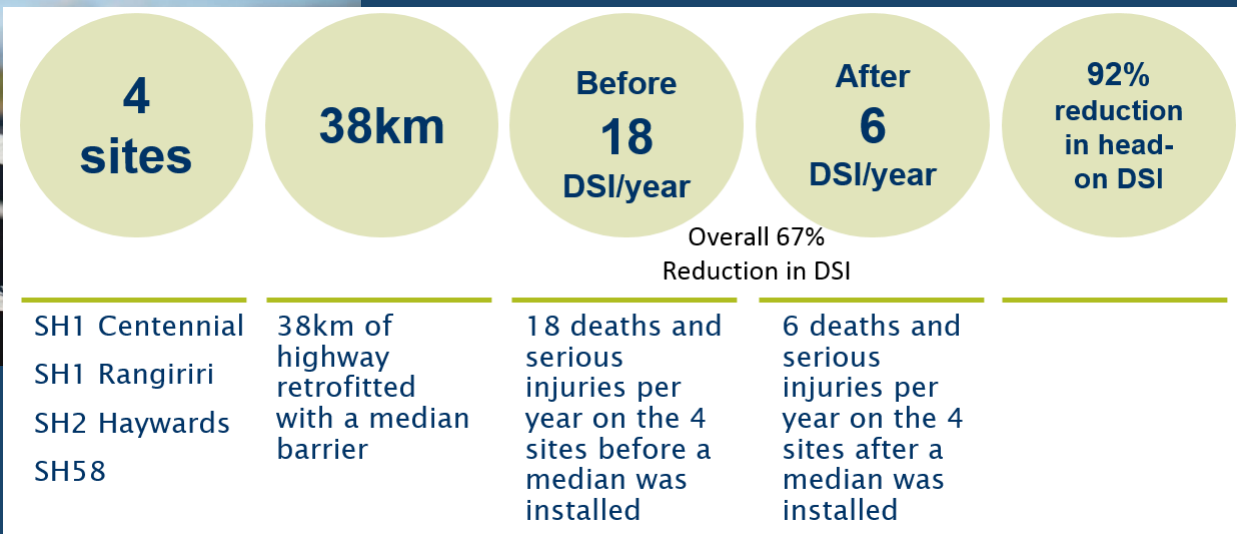 4
sites
38km
Before
18
DSI/year
After
6
DSI/year
92%
reduction
in head-
on DSI
Overall 67%
Reduction in DSI
SH1 Centennial
SH1 Rangiriri
SH2 Haywards
SH58
38km of
highway
retrofitted
with a median
barrier
18 deaths and
serious
injuries per
year on the 4
sites before a
median was
installed
6 deaths and
serious
injuries per
year on the 4
sites after a
median was
installed